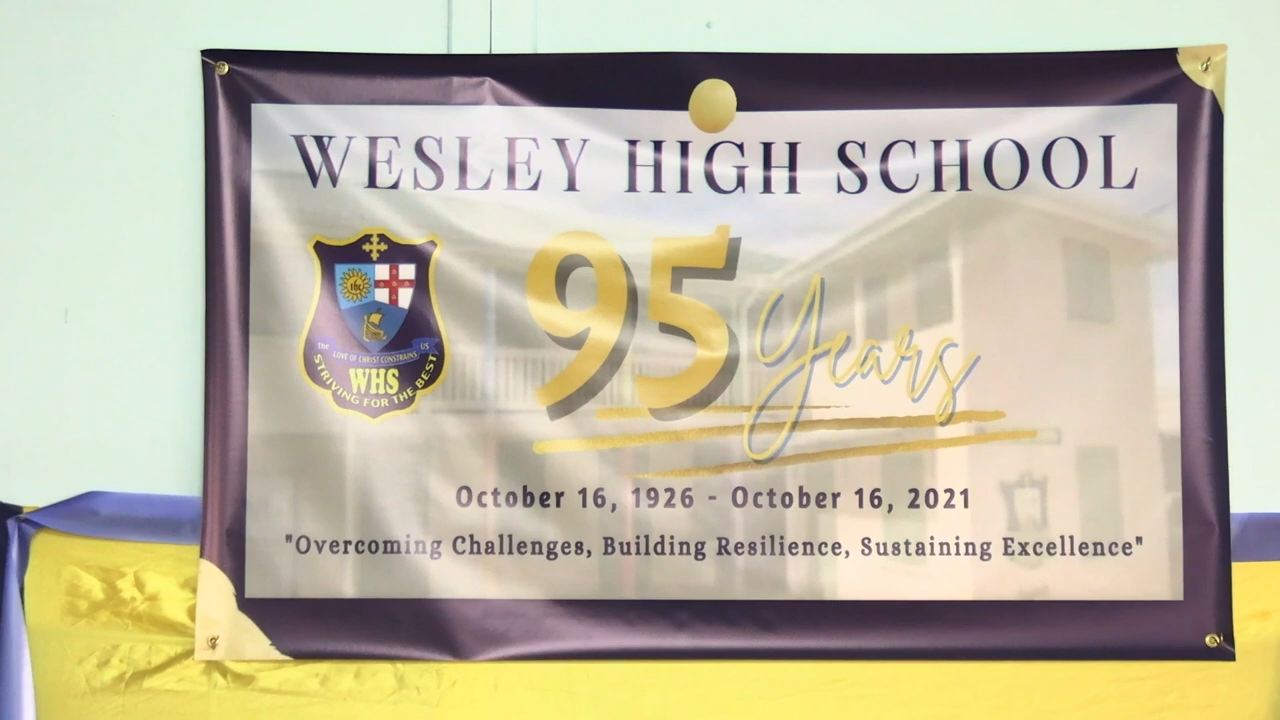 WESLEY HIGH SCHOOL
95 Years
ihc
THE LOVE OF CHRIST CONSTRAINS US
WHS
STRIVING FOR THE BEST
October 16, 1926 - October 16, 2021
"Overcoming Challenges, Building Resilience, Sustaining Excellence"